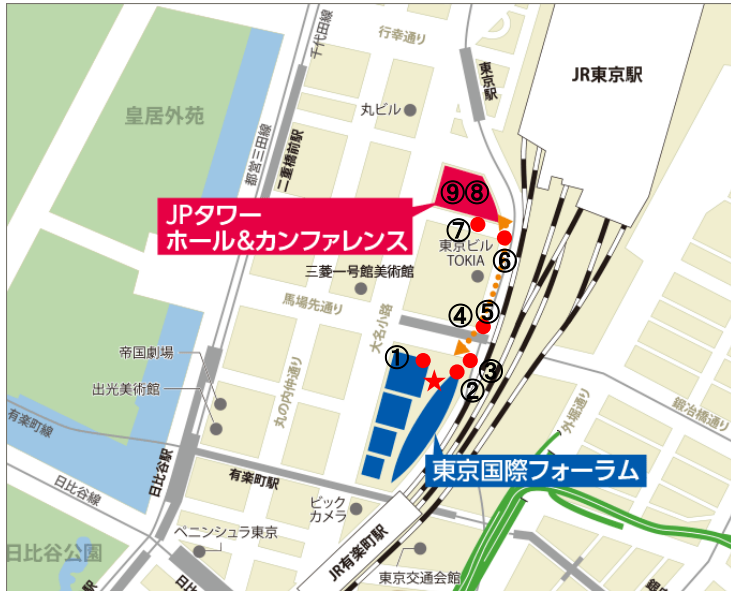 行幸通り
千代田線
東京駅
JR東京駅
丸ビル
皇居外苑
都営三田線
二重橋前駅
⑨⑧
JPタワー
ホール&カンファレンス
⑦
東京ビル
TOKIA
⑥
三菱一号館美術館
馬場先通り
大名小路
④
⑤
①
③
②
帝国劇場
出光美術館
丸の内仲通り
鍛冶橋通り
外堀通り
有楽町線
日比谷駅
有楽町駅
東京国際フォーラム
日比谷線
ビック
カメラ
ペニンシュラ東京
日比谷公園
JR有楽町駅
東京交通会館